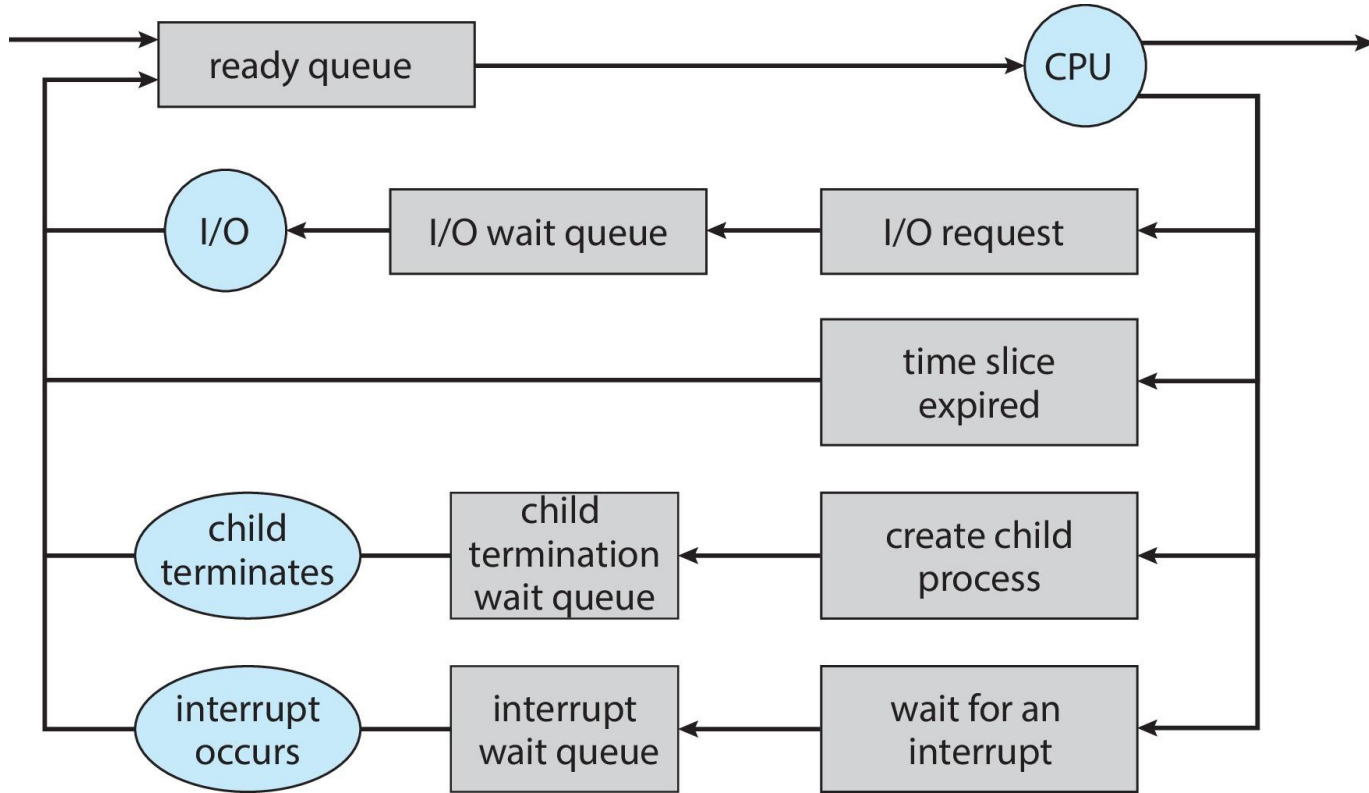 ready queue
CPU
I/O
I/O wait queue
I/O request
time slice
expired
child
terminates
child
termination
wait queue
create child
process
interrupt
occurs
interrupt
wait queue
wait for an
interrupt